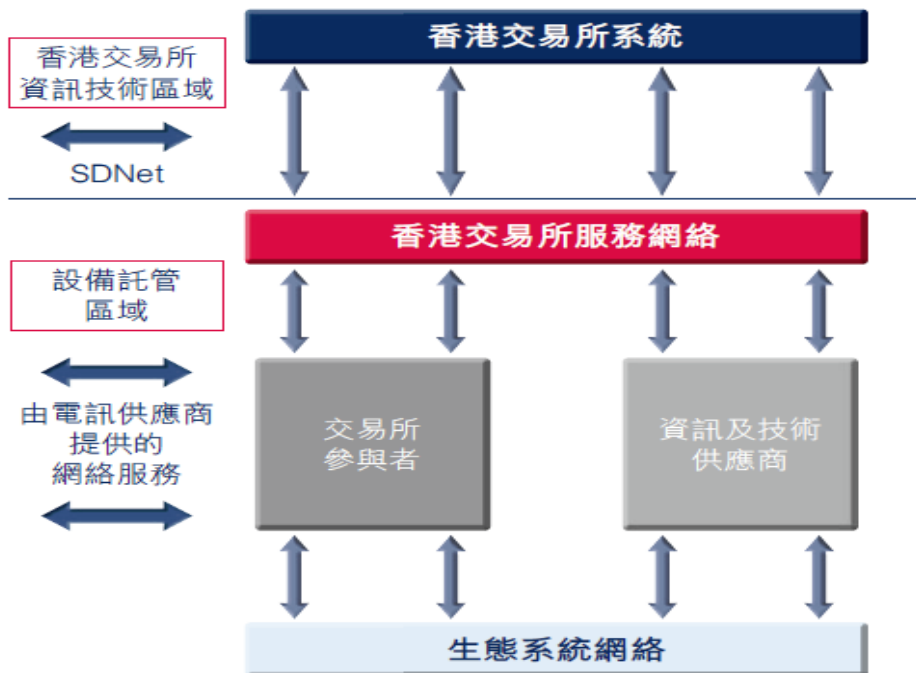 香港交易所系統
香港交易所
資訊技術區域
SDNet
香港交易所服務網絡
設備託管
區域
由電訊供應商
提供的
網絡服務
交易所
參與者
資訊及技術
供應商
生態系統網絡